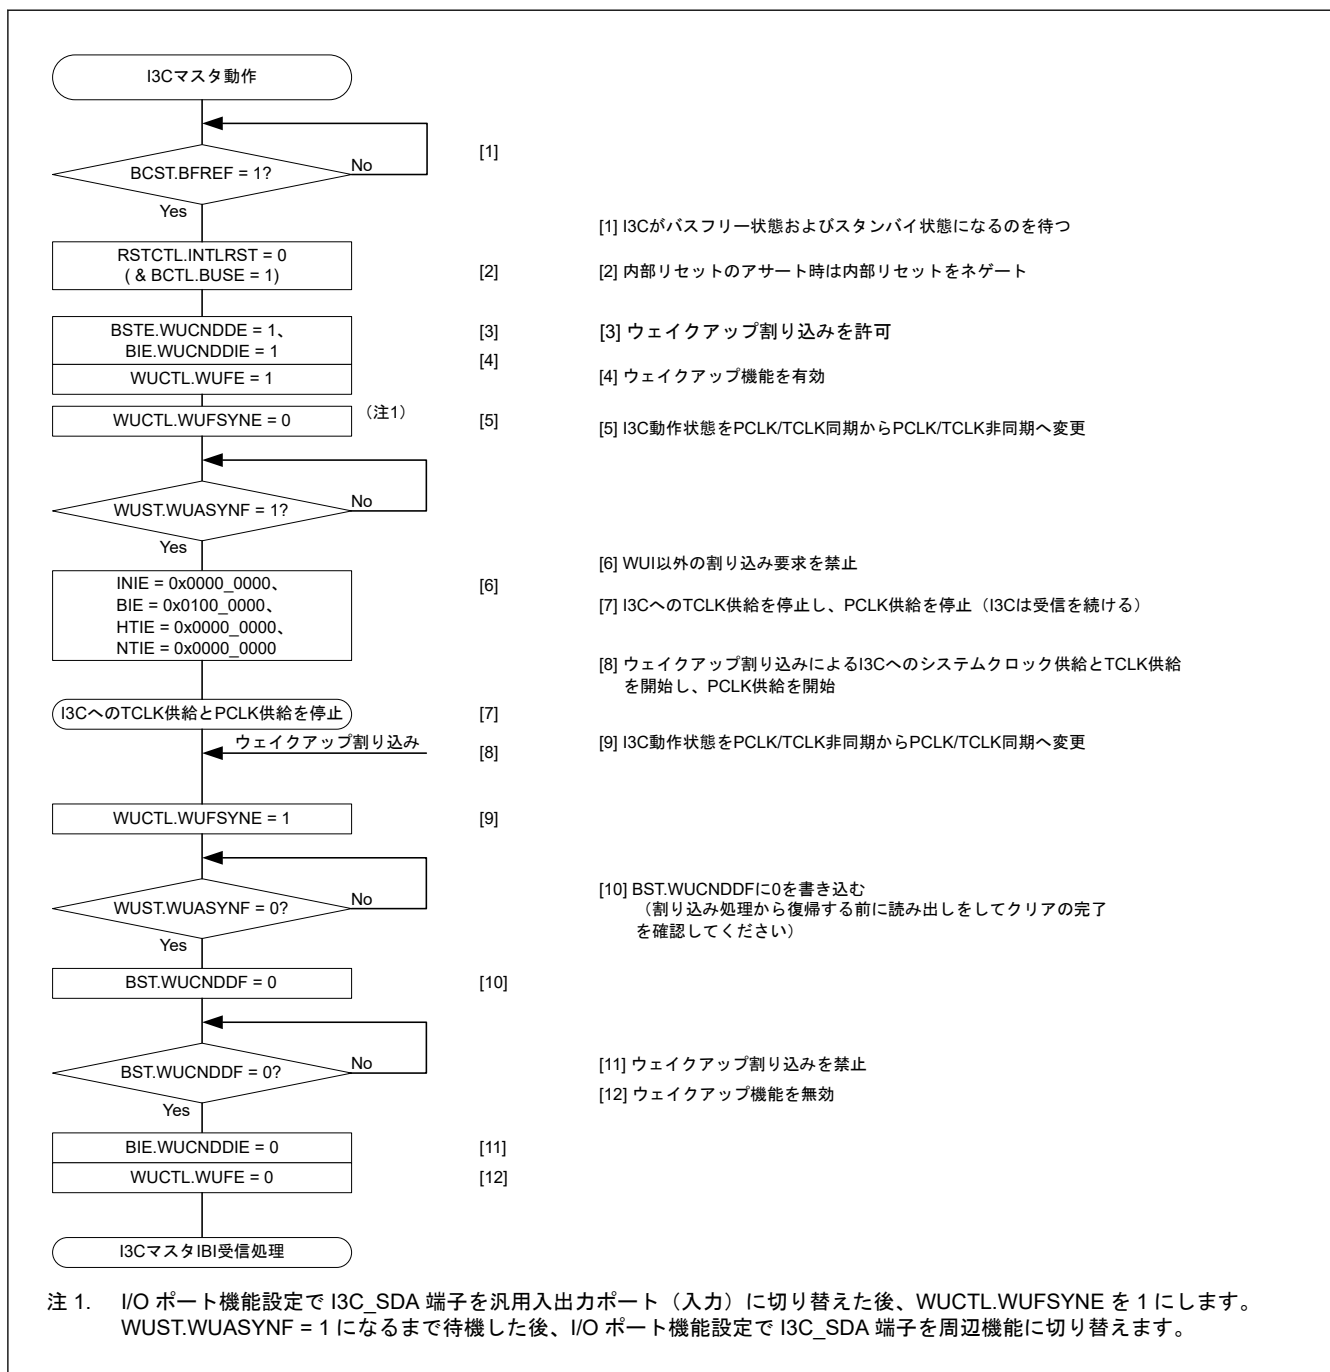 I3Cマスタ動作
BCST.BFREF = 1?
No
[1]
Yes
[1] I3Cがバスフリー状態およびスタンバイ状態になるのを待つ
RSTCTL.INTLRST = 0
( & BCTL.BUSE = 1)
[2]
[2] 内部リセットのアサート時は内部リセットをネゲート
BSTE.WUCNDDE = 1、
BIE.WUCNDDIE = 1
[3]
[3] ウェイクアップ割り込みを許可
[4]
WUCTL.WUFE = 1
[4] ウェイクアップ機能を有効
WUCTL.WUFSYNE = 0
（注1）
[5]
[5] I3C動作状態をPCLK/TCLK同期からPCLK/TCLK非同期へ変更
WUST.WUASYNF = 1?
No
Yes
[6] WUI以外の割り込み要求を禁止
INIE = 0x0000_0000、
BIE = 0x0100_0000、
HTIE = 0x0000_0000、
NTIE = 0x0000_0000
[6]
[7] I3CへのTCLK供給を停止し、PCLK供給を停止（I3Cは受信を続ける）
[8] ウェイクアップ割り込みによるI3Cへのシステムクロック供給とTCLK供給
を開始し、PCLK供給を開始
I3CへのTCLK供給とPCLK供給を停止
[7]
ウェイクアップ割り込み
[8]
[9] I3C動作状態をPCLK/TCLK非同期からPCLK/TCLK同期へ変更
WUCTL.WUFSYNE = 1
[9]
WUST.WUASYNF = 0?
No
Yes
[10] BST.WUCNDDFに0を書き込む
（割り込み処理から復帰する前に読み出しをしてクリアの完了
を確認してください）
BST.WUCNDDF = 0
[10]
BST.WUCNDDF = 0?
No
Yes
[11] ウェイクアップ割り込みを禁止
[12] ウェイクアップ機能を無効
BIE.WUCNDDIE = 0
[11]
WUCTL.WUFE = 0
[12]
I3CマスタIBI受信処理
注 1. I/O ポート機能設定で I3C_SDA 端子を汎用入出力ポート（入力）に切り替えた後、WUCTL.WUFSYNE を 1 にします。
WUST.WUASYNF = 1 になるまで待機した後、I/O ポート機能設定で I3C_SDA 端子を周辺機能に切り替えます。